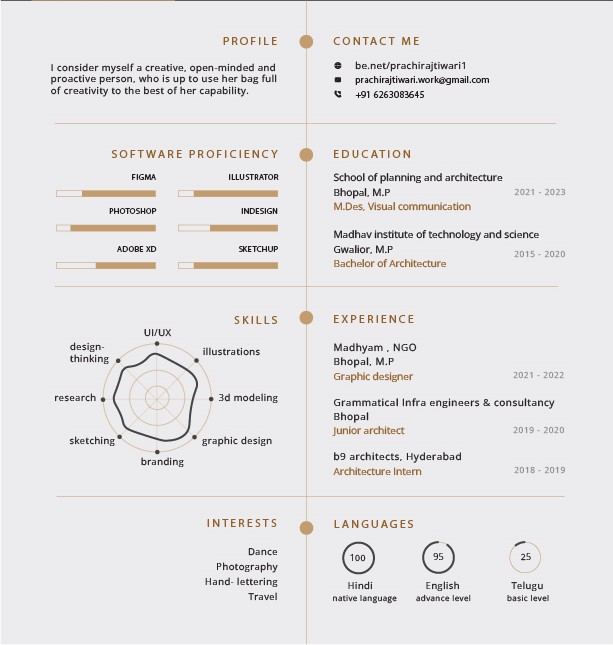 PROFILE
I consider myself a creative, open-minded and
proactive person, who is up to use her bag full
of creativity to the best of her capability.
CONTACT ME
be.net/prachirajtiwari1
prachirajtiwari.work@gmail.com
+91 6263083645
SOFTWARE PROFICIENCY
FIGMA
ILLUSTRATOR
PHOTOSHOP
INDESIGN
ADOBE XD
SKETCHUP
EDUCATION
School of planning and architecture
Bhopal, M.P
2021 - 2023
M.Des, Visual communication
Madhav institute of technology and science
Gwalior, M.P
2015 - 2020
Bachelor of Architecture
SKILLS
UI/UX
design-
thinking
illustrations
research
3d modeling
sketching
graphic design
branding
EXPERIENCE
Madhyam , NGO
Bhopal, M.P
Graphic designer
2021 - 2022
Grammatical Infra engineers & consultancy
Bhopal
Junior architect
2019 - 2020
b9 architects, Hyderabad
Architecture Intern
2018 - 2019
INTERESTS
Dance
Photography
Hand- lettering
Travel
LANGUAGES
100
95
25
Hindi
English
Telugu
native language
advance level
basic level